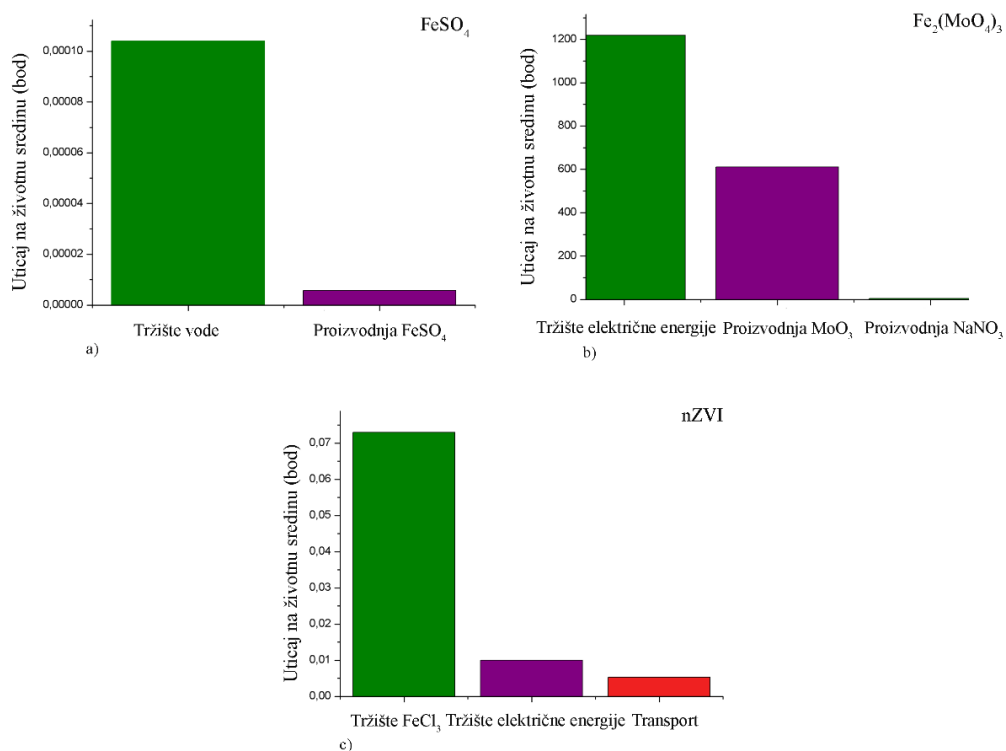 FeSO₄
Uticaj na životnu sredinu (bod)
0,00010
0,00008
0,00006
0,00004
0,00002
0,00000
Tržište vode Proizvodnja FeSO₄
a)
Fe₂(MoO₄)₃
Uticaj na životnu sredinu (bod)
1200
1000
800
600
400
200
0
Tržište električne energije Proizvodnja MoO₃ Proizvodnja NaNO₃
b)
nZVI
Uticaj na životnu sredinu (bod)
0,07
0,06
0,05
0,04
0,03
0,02
0,01
0,00
Tržište FeCl₃ Tržište električne energije Transport
c)